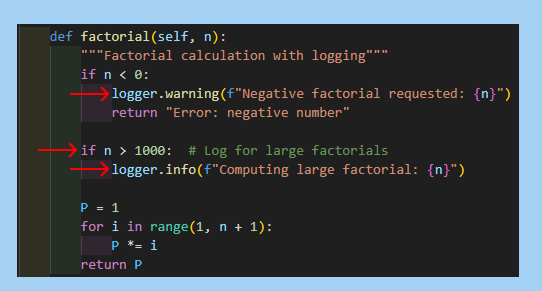 def factorial(self, n):
    """Factorial calculation with logging"""
    if n < 0:
        logger.warning(f"Negative factorial requested: {n}")
        return "Error: negative number"

    if n > 1000:  # Log for large factorials
        logger.info(f"Computing large factorial: {n}")

    P = 1
    for i in range(1, n + 1):
        P *= i
    return P